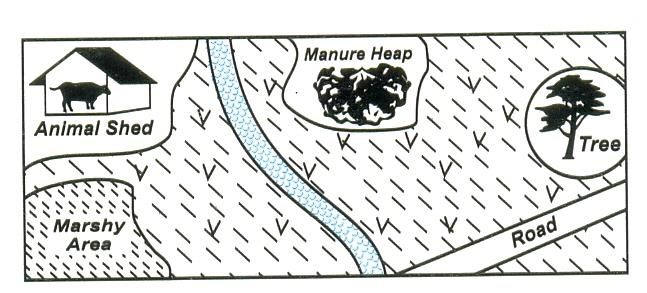 Manure Heap
Animal Shed
Tree
Marshy
Area
Road